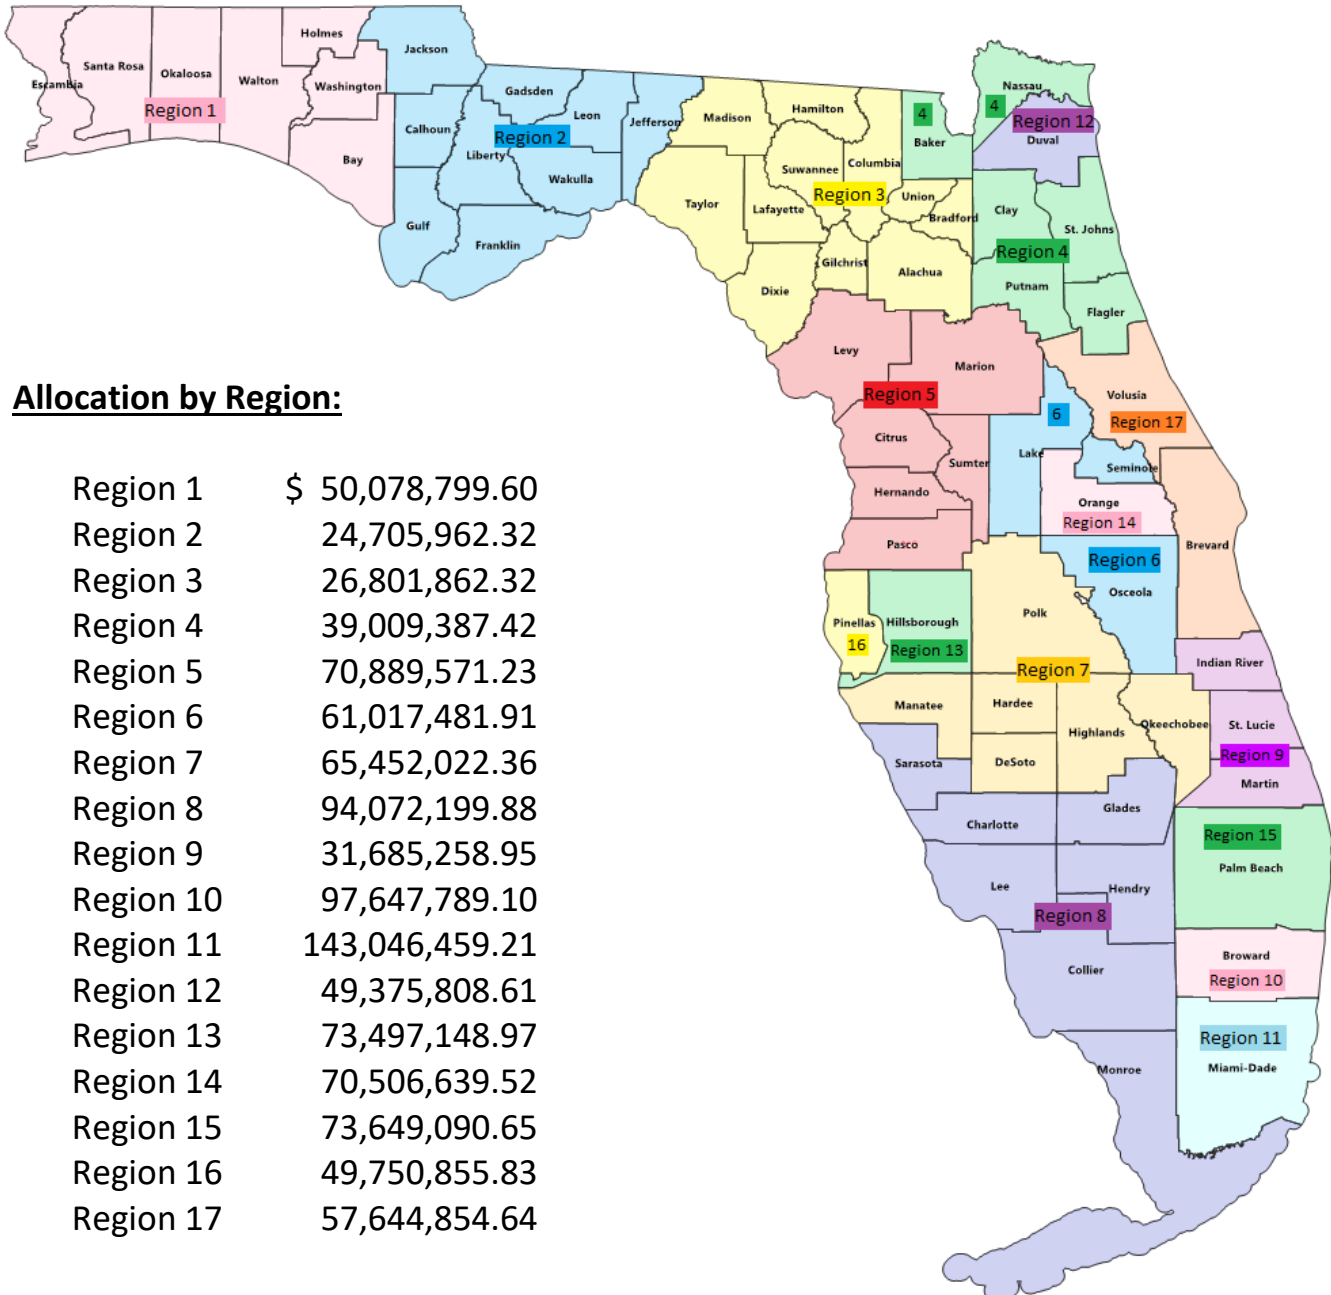 Holmes
Jackson
Santa Rosa
Okaloosa
Walton
Washington
Escambia
Region 1
Bay
Gadsden
Leon
Jefferson
Calhoun
Region 2
Liberty
Wakulla
Gulf
Franklin
Madison
Hamilton
Suwannee
Columbia
Region 3
Taylor
Lafayette
Union
Bradford
Gilchrist
Alachua
Dixie
4
Baker
Nassau
4
Region 12
Duval
Clay
St. Johns
Region 4
Putnam
Flagler
Levy
Marion
Region 5
Citrus
Sumter
Hernando
Pasco
6
Lake
Seminole
Volusia
Region 17
Orange
Region 14
Brevard
Region 6
Osceola
Polk
Region 7
Pinellas
16
Hillsborough
Region 13
Manatee
Hardee
Highlands
Okeechobee
DeSoto
Indian River
St. Lucie
Region 9
Martin
Sarasota
Charlotte
Glades
Lee
Hendry
Region 8
Collier
Monroe
Region 15
Palm Beach
Broward
Region 10
Region 11
Miami-Dade
Allocation by Region:
Region 1 $ 50,078,799.60
Region 2 24,705,962.32
Region 3 26,801,862.32
Region 4 39,009,387.42
Region 5 70,889,571.23
Region 6 61,017,481.91
Region 7 65,452,022.36
Region 8 94,072,199.88
Region 9 31,685,258.95
Region 10 97,647,789.10
Region 11 143,046,459.21
Region 12 49,375,808.61
Region 13 73,497,148.97
Region 14 70,506,639.52
Region 15 73,649,090.65
Region 16 49,750,855.83
Region 17 57,644,854.64